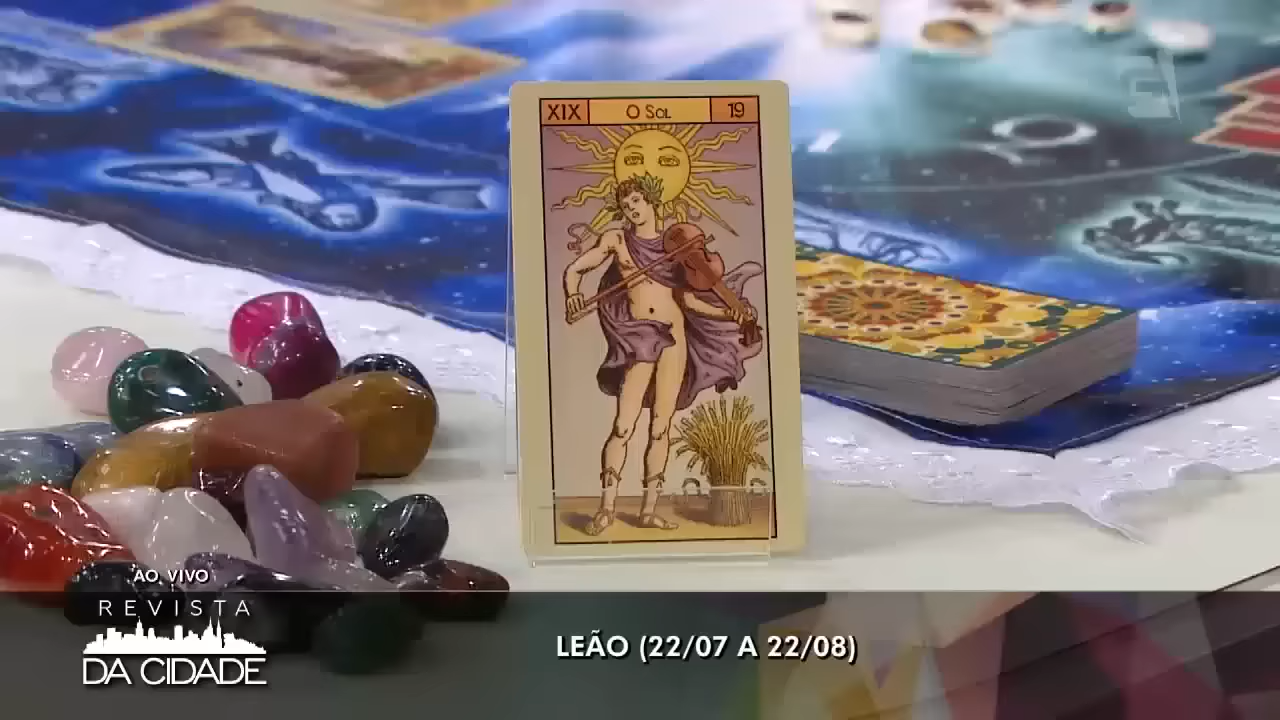 XIX O SOL 19
AO VIVO
REVISTA
DA CIDADE
LEÃO (22/07 A 22/08)